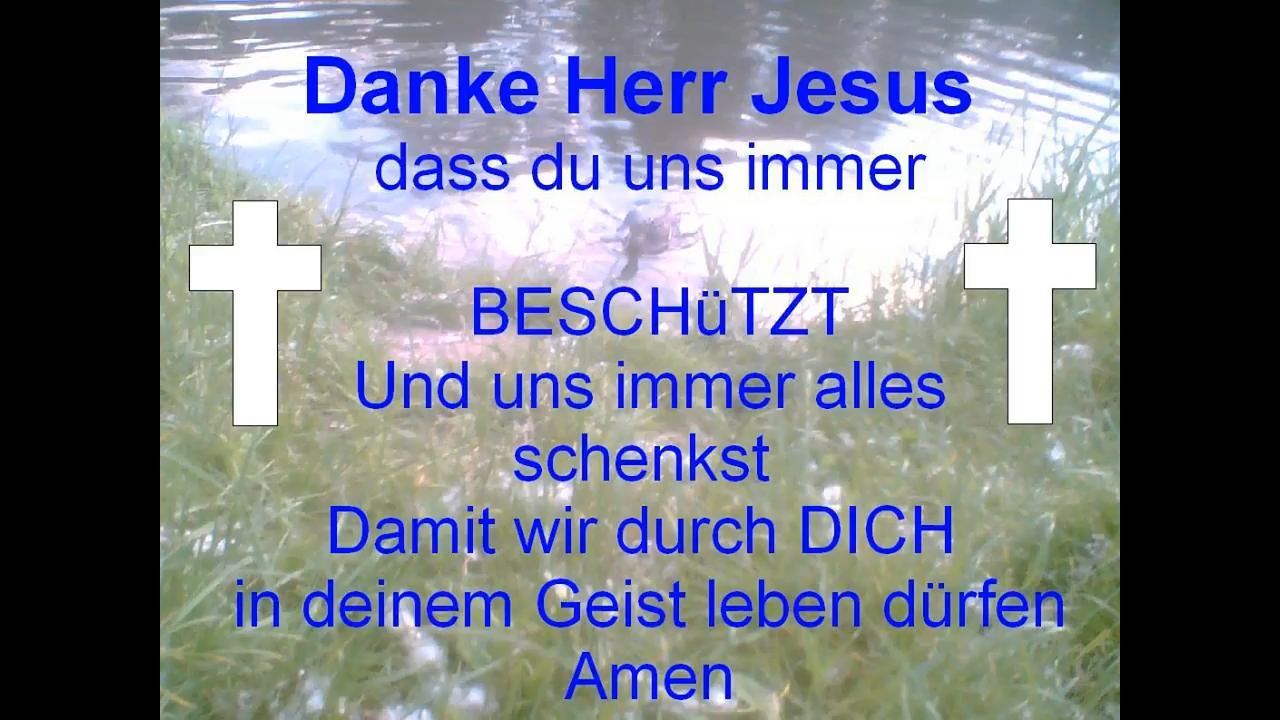 Danke Herr Jesus
dass du uns immer
BESCHüTZT
Und uns immer alles
schenkst
Damit wir durch DICH
in deinem Geist leben dürfen
Amen